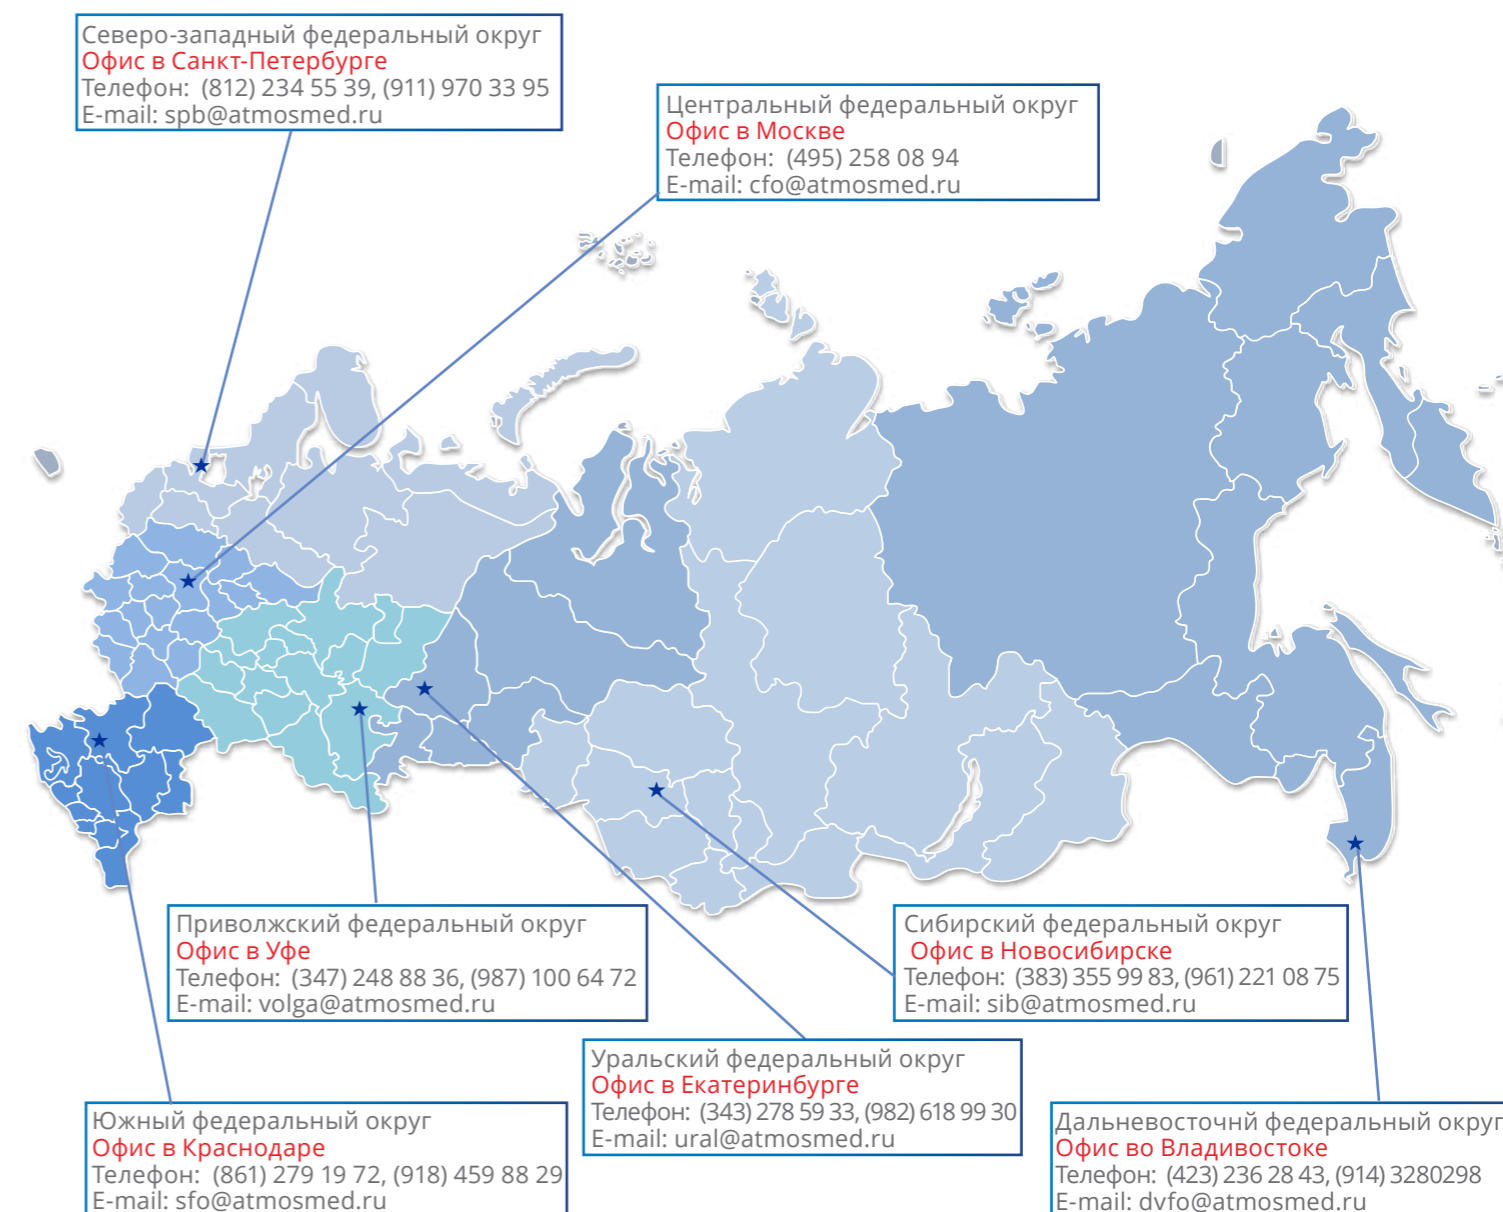 Северо-западный федеральный округ
Офис в Санкт-Петербурге
Телефон: (812) 234 55 39, (911) 970 33 95
E-mail: spb@atmosmed.ru
Центральный федеральный округ
Офис в Москве
Телефон: (495) 258 08 94
E-mail: cfo@atmosmed.ru
Приволжский федеральный округ
Офис в Уфе
Телефон: (347) 248 88 36, (987) 100 64 72
E-mail: volga@atmosmed.ru
Сибирский федеральный округ
Офис в Новосибирске
Телефон: (383) 355 99 83, (961) 221 08 75
E-mail: sib@atmosmed.ru
Уральский федеральный округ
Офис в Екатеринбурге
Телефон: (343) 278 59 33, (982) 618 99 30
E-mail: ural@atmosmed.ru
Южный федеральный округ
Офис в Краснодаре
Телефон: (861) 279 19 72, (918) 459 88 29
E-mail: sfo@atmosmed.ru
Дальневосточнй федеральный округ
Офис во Владивостоке
Телефон: (423) 236 28 43, (914) 3280298
E-mail: dvfo@atmosmed.ru